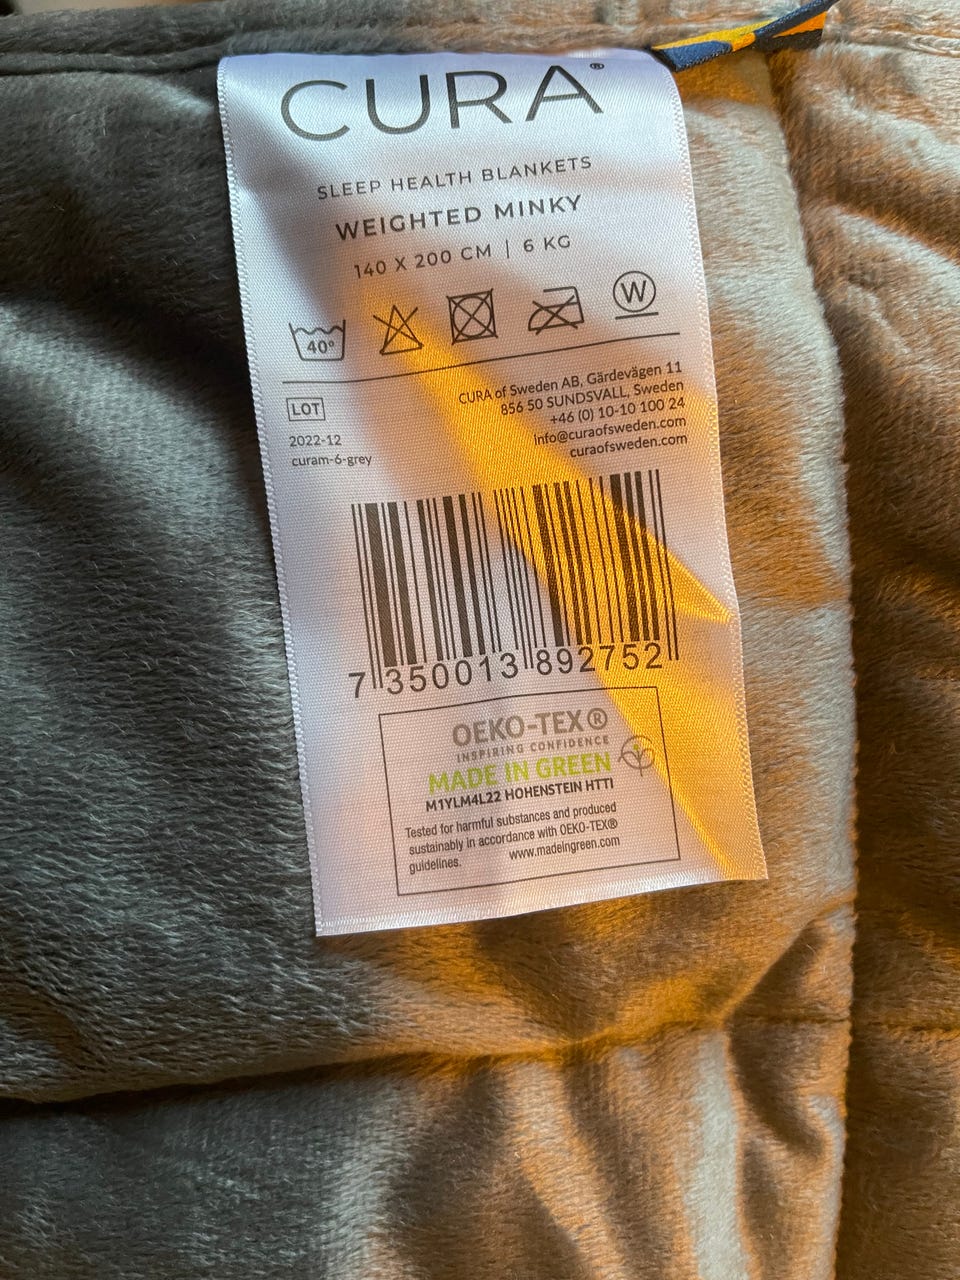 CURA®
SLEEP HEALTH BLANKETS
WEIGHTED MINKY
140 X 200 CM | 6 KG
40°
W
LOT
2022-12
curam-6-grey
CURA of Sweden AB, Gärdevägen 11
856 50 SUNDSVALL, Sweden
+46 (0) 10-10 100 24
info@curaofsweden.com
curaofsweden.com
7 350013 892752
OEKO-TEX®
INSPIRING CONFIDENCE
MADE IN GREEN
M1YLM4L22 HOHENSTEIN HTTI
Tested for harmful substances and produced
sustainably in accordance with OEKO-TEX®
guidelines. www.madeingreen.com